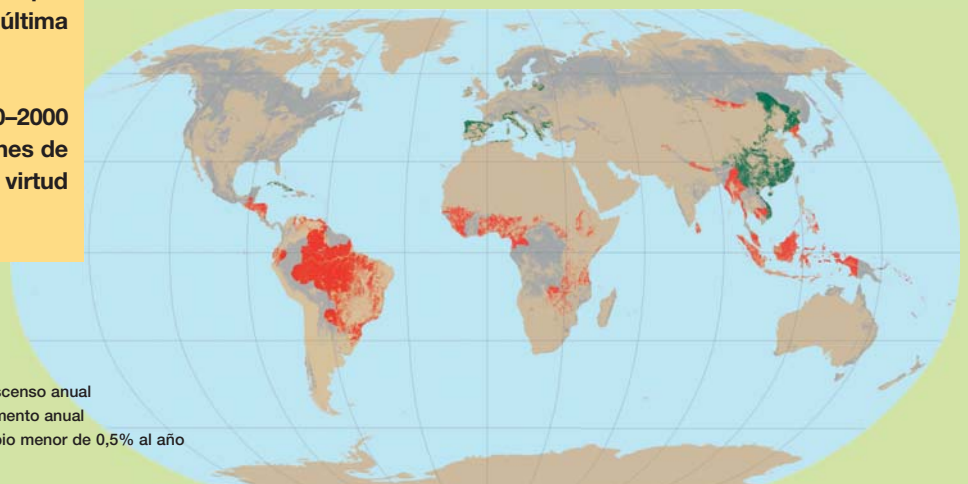 última
0–2000
nes de
virtud
scenso anual
mento anual
bio menor de 0,5% al año